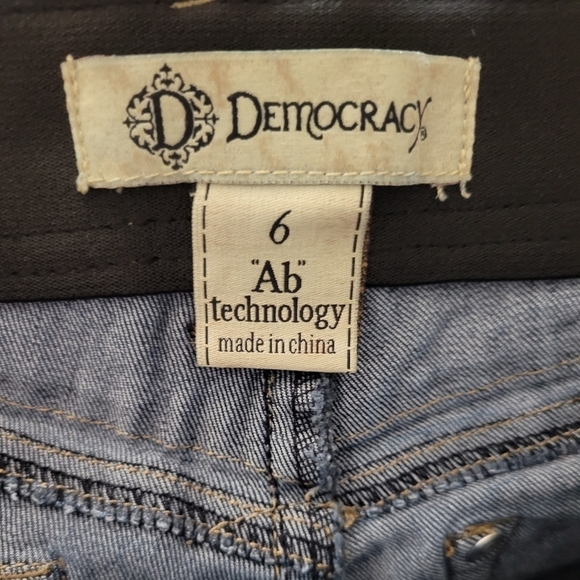 D DEMOCRACY®
6
"Ab"
technology
made in china